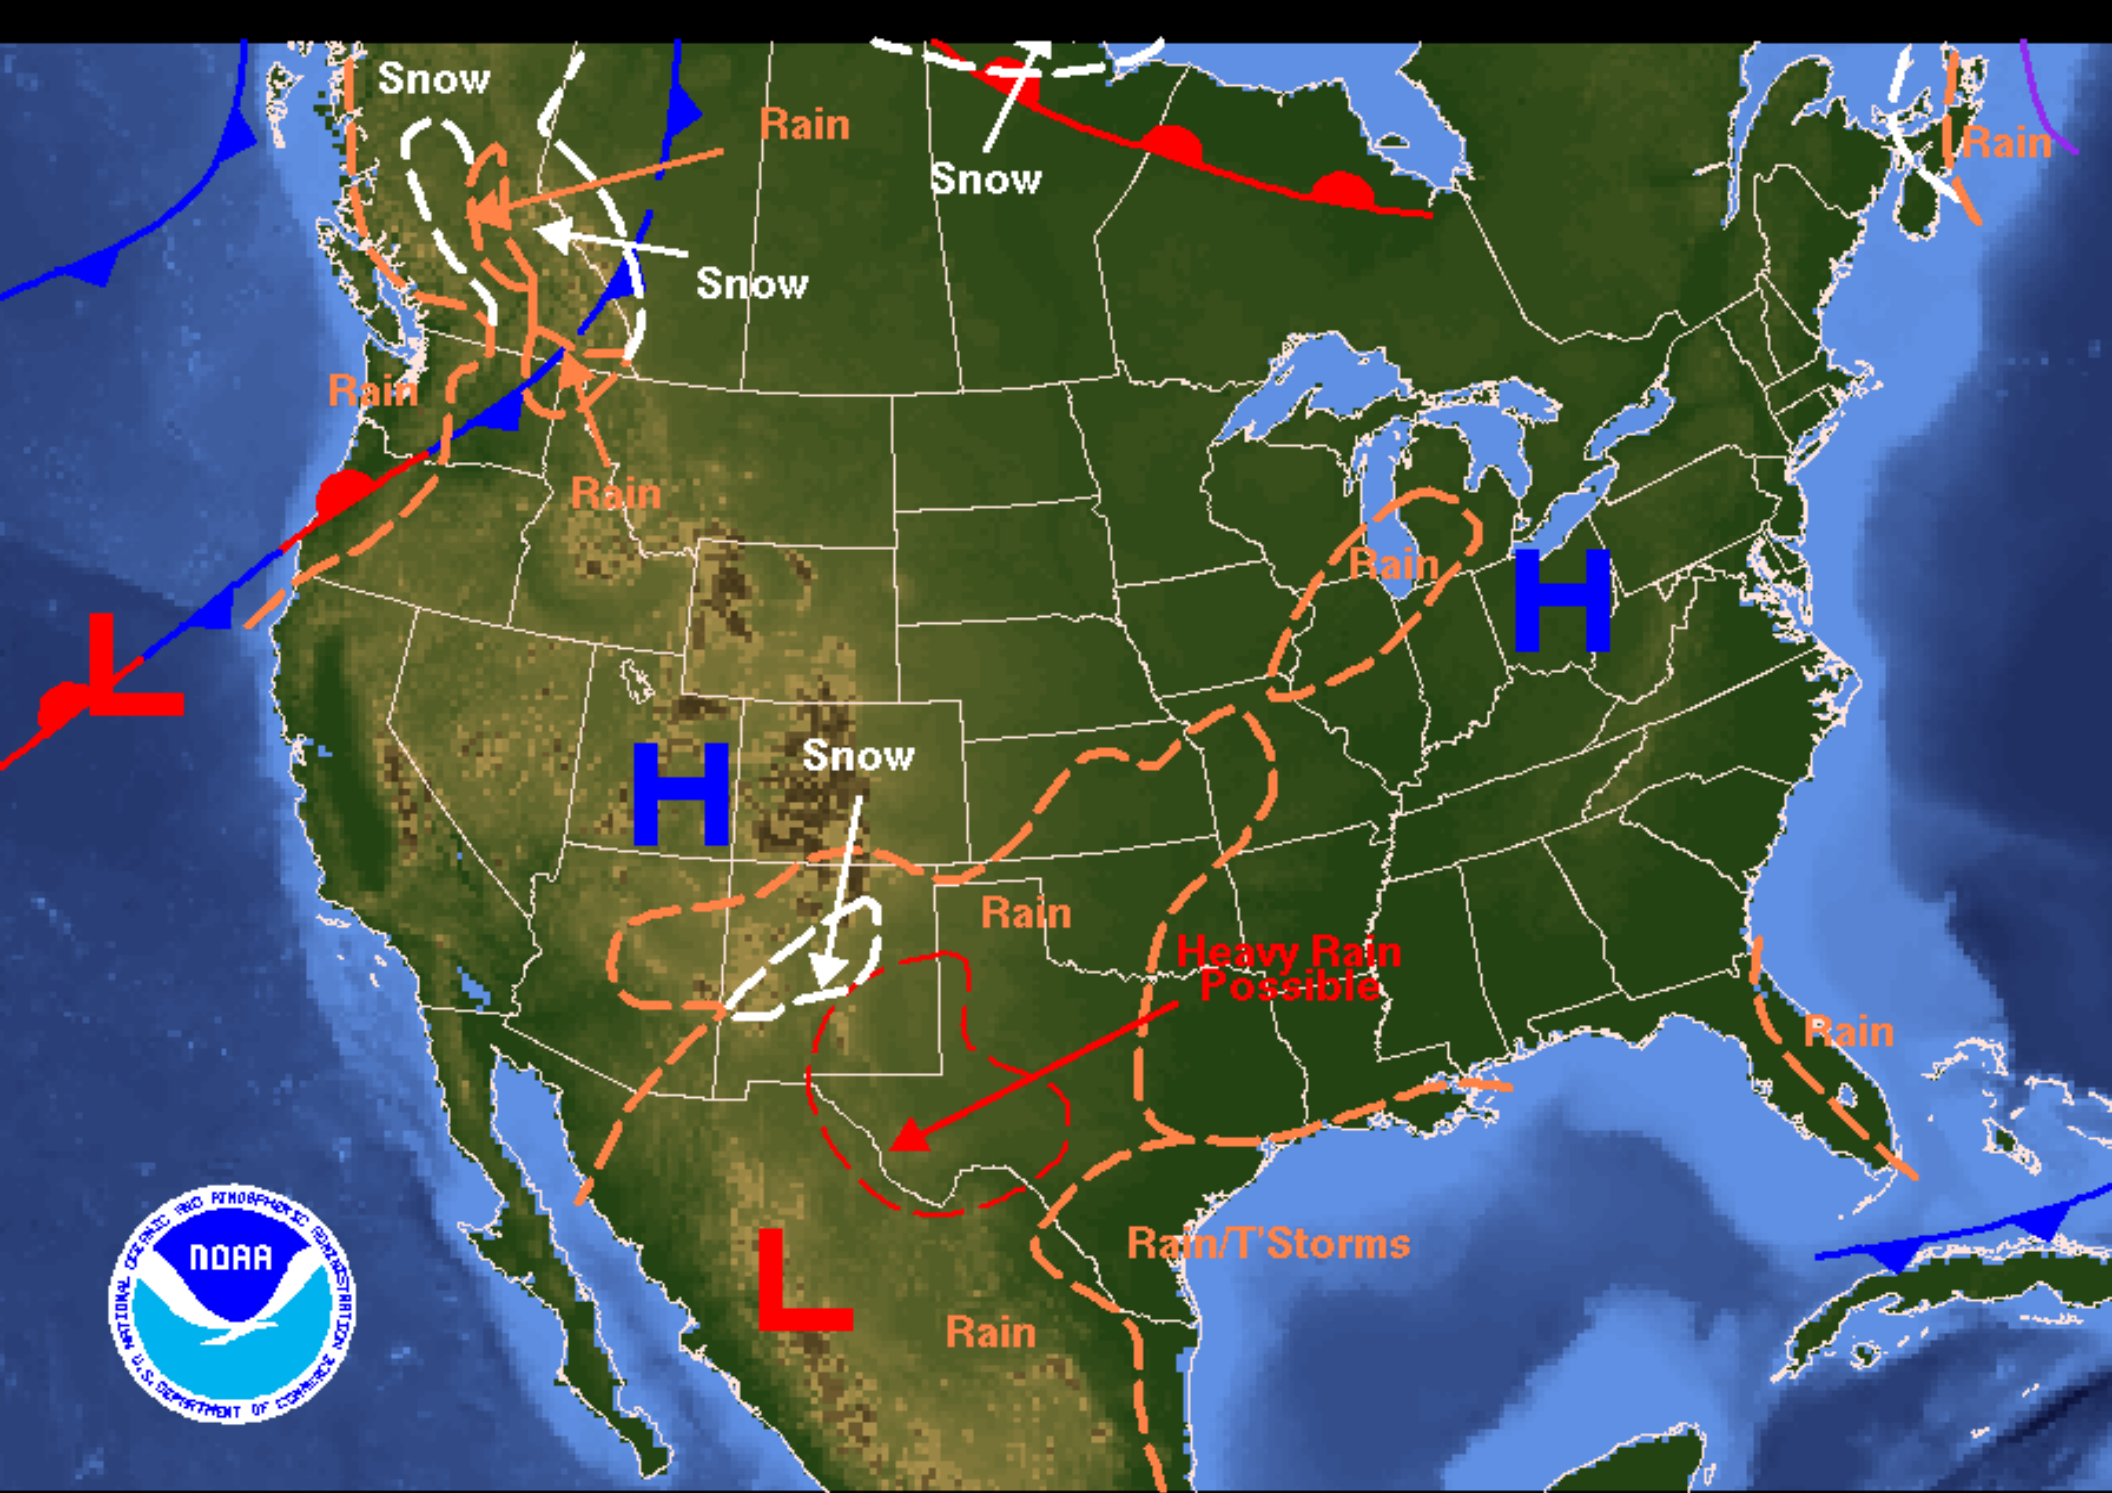 Snow
Rain
Rain
Snow
Snow
Rain
Rain
Rain
H
L
H
Snow
Rain
Heavy Rain
Possible
Rain
Rain/T'Storms
L
Rain
NATIONAL OCEANIC AND ATMOSPHERIC ADMINISTRATION
NOAA
U.S. DEPARTMENT OF COMMERCE